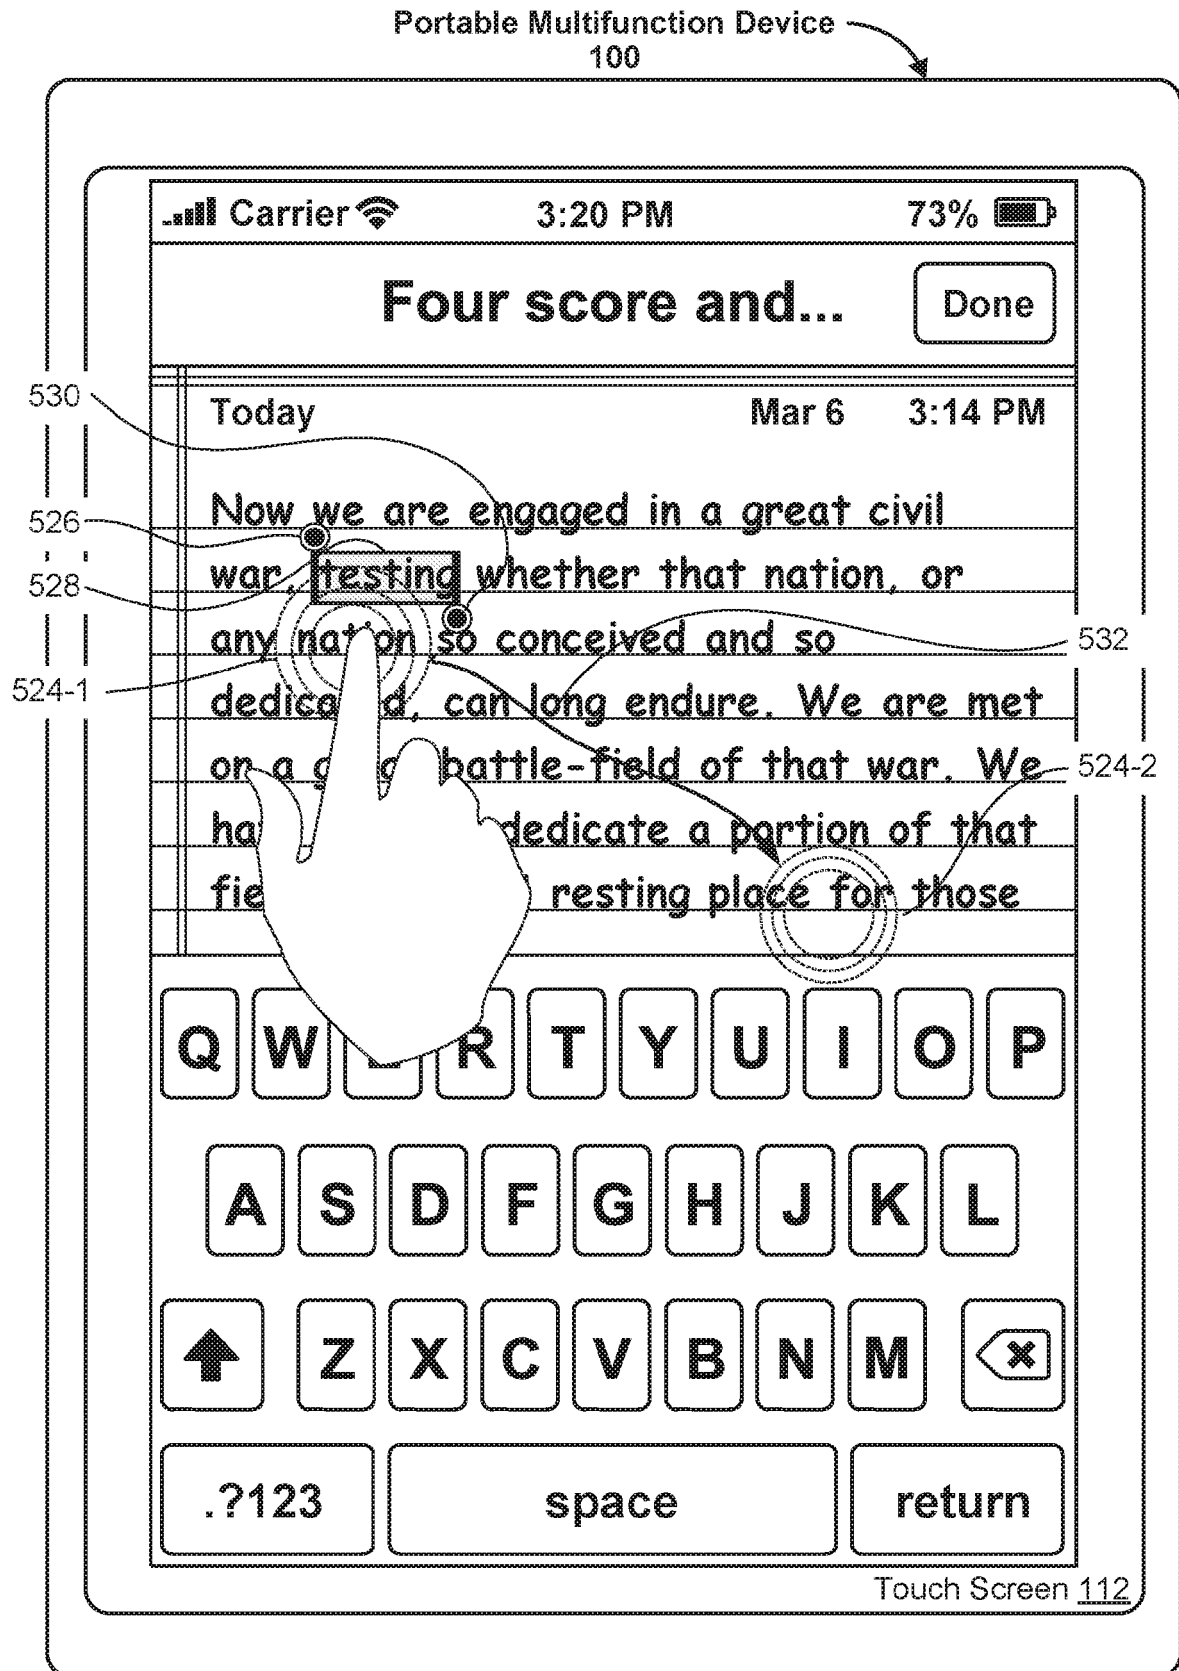 Portable Multifunction Device
100
Carrier 3:20 PM 73%
Four score and... Done
530
Today Mar 6 3:14 PM
Now we are engaged in a great civil
526
war, testing whether that nation, or
528
any nation so conceived and so
532
524-1
dedicated, can long endure. We are met
on a battle-field of that war. We
524-2
ha dedicate a portion of that
fie resting place for those
Q W E R T Y U I O P
A S D F G H J K L
Z X C V B N M
.?123 space return
Touch Screen 112